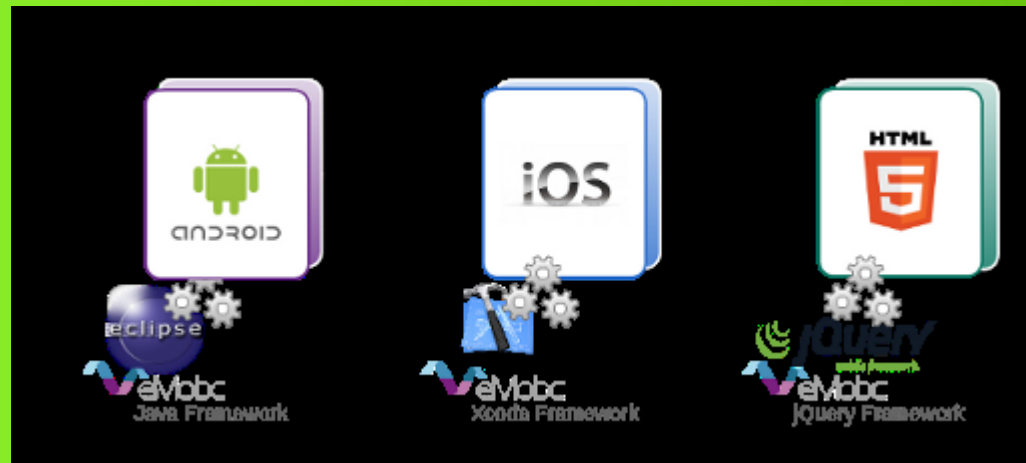 ANDROID
iOS
HTML
5
eclipse
jQuery
mobile framework
eMobc
Java Framework
eMobc
Xcode Framework
eMobc
jQuery Framework